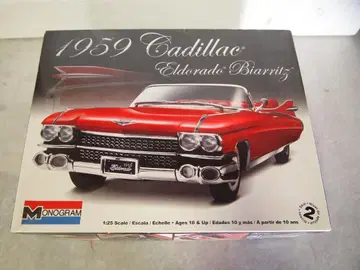 1959 Cadillac
Eldorado Biarritz
Eldorado
MONOGRAM
1/25 Scale / Escala / Echelle • Ages 10 & Up / Edades 10 y más / A partir de 10 ans
2